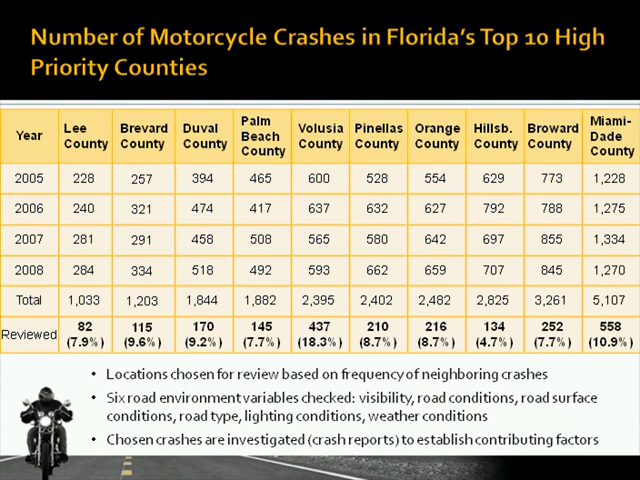 Number of Motorcycle Crashes in Florida's Top 10 High
Priority Counties
Year Lee County Brevard County Duval County Palm Beach County Volusia County Pinellas County Orange County Hillsb. County Broward County Miami-Dade County
2005 228 257 394 465 600 528 554 629 773 1,228
2006 240 321 474 417 637 632 627 792 788 1,275
2007 281 291 458 508 565 580 642 697 855 1,334
2008 284 334 518 492 593 662 659 707 845 1,270
Total 1,033 1,203 1,844 1,882 2,395 2,402 2,482 2,825 3,261 5,107
Reviewed 82 (7.9%) 115 (9.6%) 170 (9.2%) 145 (7.7%) 437 (18.3%) 210 (8.7%) 216 (8.7%) 134 (4.7%) 252 (7.7%) 558 (10.9%)
• Locations chosen for review based on frequency of neighboring crashes
• Six road environment variables checked: visibility, road conditions, road surface
conditions, road type, lighting conditions, weather conditions
• Chosen crashes are investigated (crash reports) to establish contributing factors